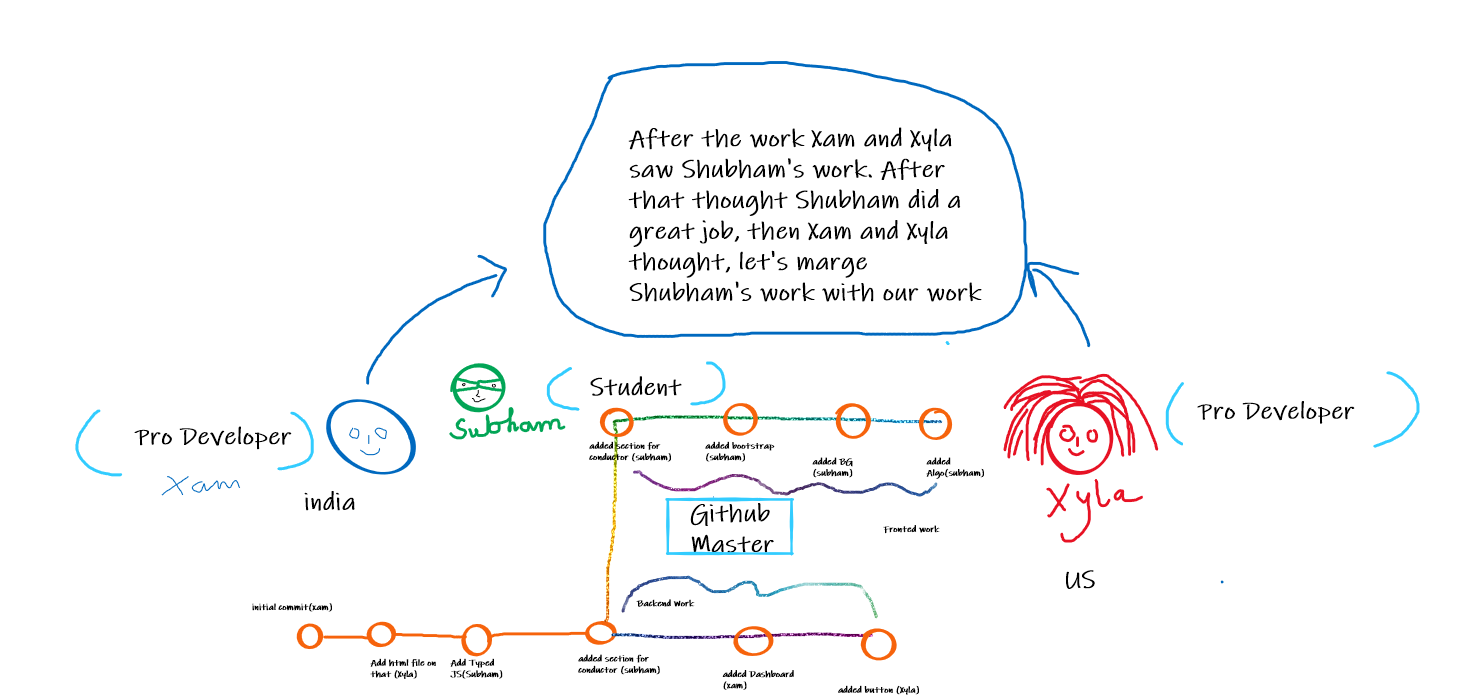 After the work Xam and Xyla
saw Shubham's work. After
that thought Shubham did a
great job, then Xam and Xyla
thought, let's marge
Shubham's work with our work
Student
Subham
Pro Developer
Xam
india
Pro Developer
Xyla
US
added section for
conductor (subham)
added bootstrap
(subham)
added BG
(subham)
added
Algo(subham)
Github
Master
Fronted work
Backend Work
initial commit(xam)
Add html file on
that (Xyla)
Add Typed
JS(Subham)
added section for
conductor (subham)
added Dashboard
(xam)
added button (Xyla)